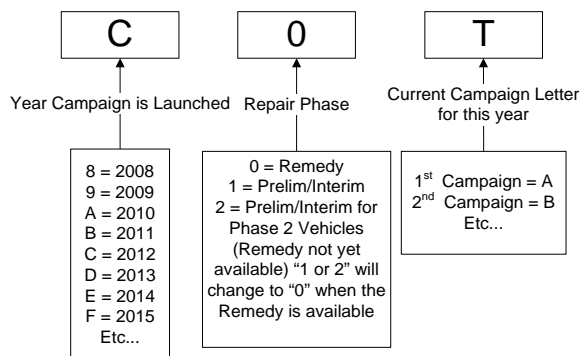 C 0 T
Year Campaign is Launched
Repair Phase
Current Campaign Letter
for this year
8 = 2008
9 = 2009
A = 2010
B = 2011
C = 2012
D = 2013
E = 2014
F = 2015
Etc...
0 = Remedy
1 = Prelim/Interim
2 = Prelim/Interim for
Phase 2 Vehicles
(Remedy not yet
available) “1 or 2” will
change to “0” when the
Remedy is available
1st Campaign = A
2nd Campaign = B
Etc...